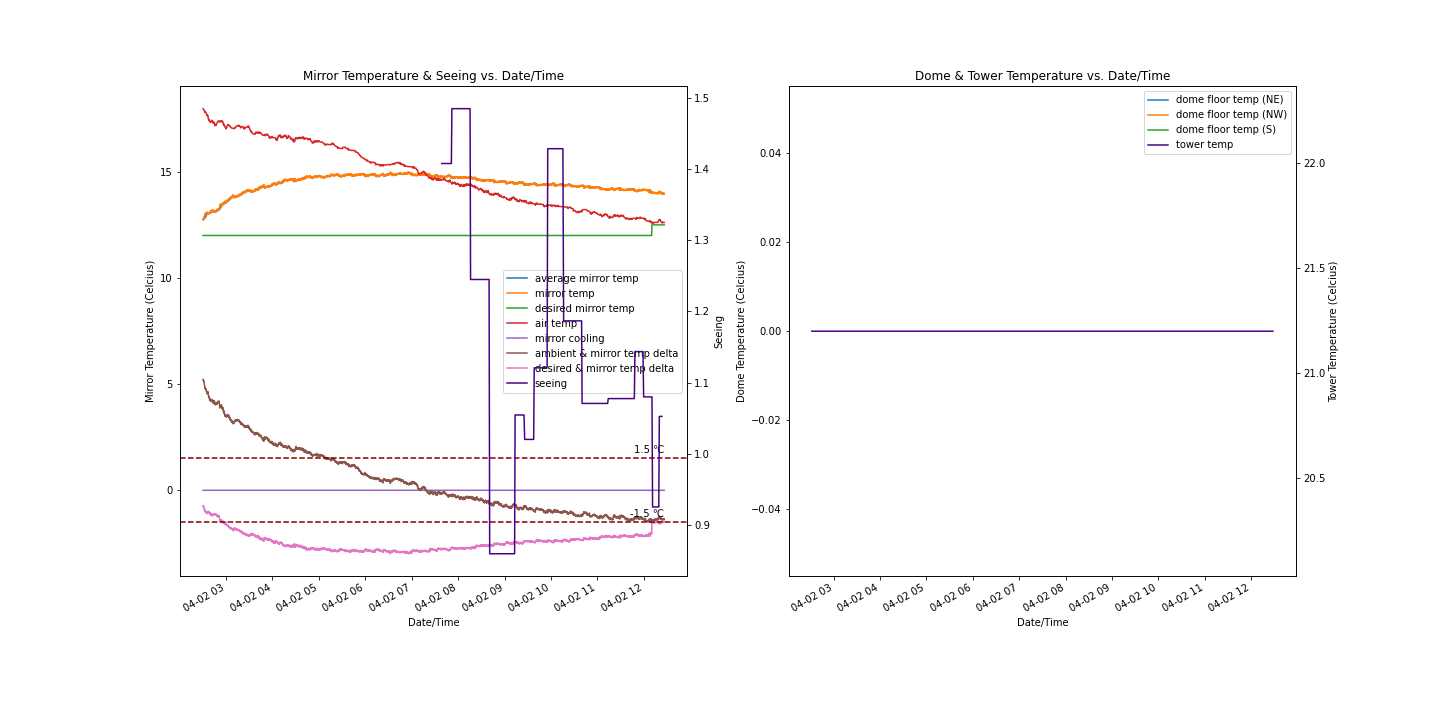 Mirror Temperature & Seeing vs. Date/Time
Mirror Temperature (Celcius)
15
10
5
0
1.5
1.4
1.3
1.2
1.1
1.0
0.9
Seeing
average mirror temp
mirror temp
desired mirror temp
air temp
mirror cooling
ambient & mirror temp delta
desired & mirror temp delta
seeing
1.5 °C
-1.5 °C
04-02 03
04-02 04
04-02 05
04-02 06
04-02 07
04-02 08
04-02 09
04-02 10
04-02 11
04-02 12
Date/Time
Dome & Tower Temperature vs. Date/Time
Dome Temperature (Celcius)
0.04
0.02
0.00
−0.02
−0.04
dome floor temp (NE)
dome floor temp (NW)
dome floor temp (S)
tower temp
22.0
21.5
21.0
20.5
Tower Temperature (Celcius)
04-02 03
04-02 04
04-02 05
04-02 06
04-02 07
04-02 08
04-02 09
04-02 10
04-02 11
04-02 12
Date/Time